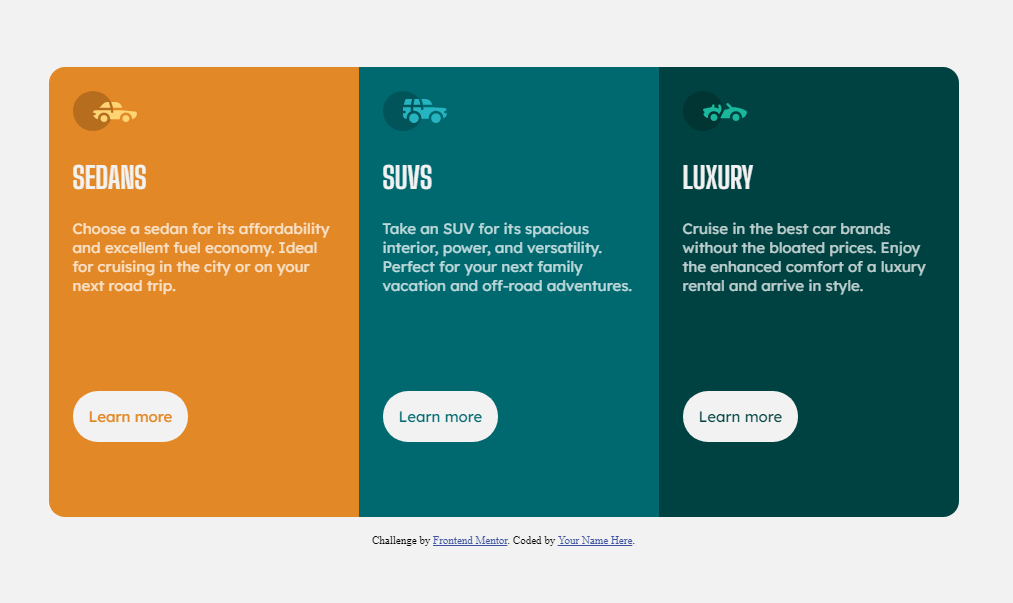 SEDANS
Choose a sedan for its affordability
and excellent fuel economy. Ideal
for cruising in the city or on your
next road trip.
Learn more
SUVS
Take an SUV for its spacious
interior, power, and versatility.
Perfect for your next family
vacation and off-road adventures.
Learn more
LUXURY
Cruise in the best car brands
without the bloated prices. Enjoy
the enhanced comfort of a luxury
rental and arrive in style.
Learn more
Challenge by Frontend Mentor. Coded by Your Name Here.